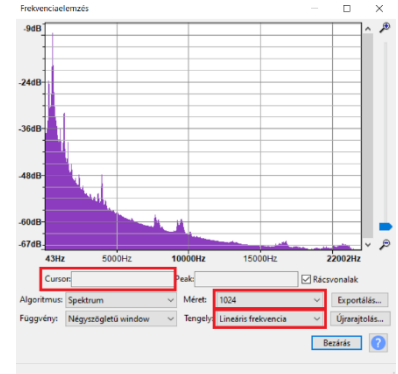 Frekvenciaelemzés
-9dB
-24dB
-36dB
-48dB
-60dB
-67dB
43Hz 5000Hz 10000Hz 15000Hz 22002Hz
Cursor: Peak: Rácsvonalak
Algoritmus: Spektrum Méret: 1024 Exportálás...
Függvény: Négyszögletű window Tengely: Lineáris frekvencia Újrarajtolás...
Bezárás ?